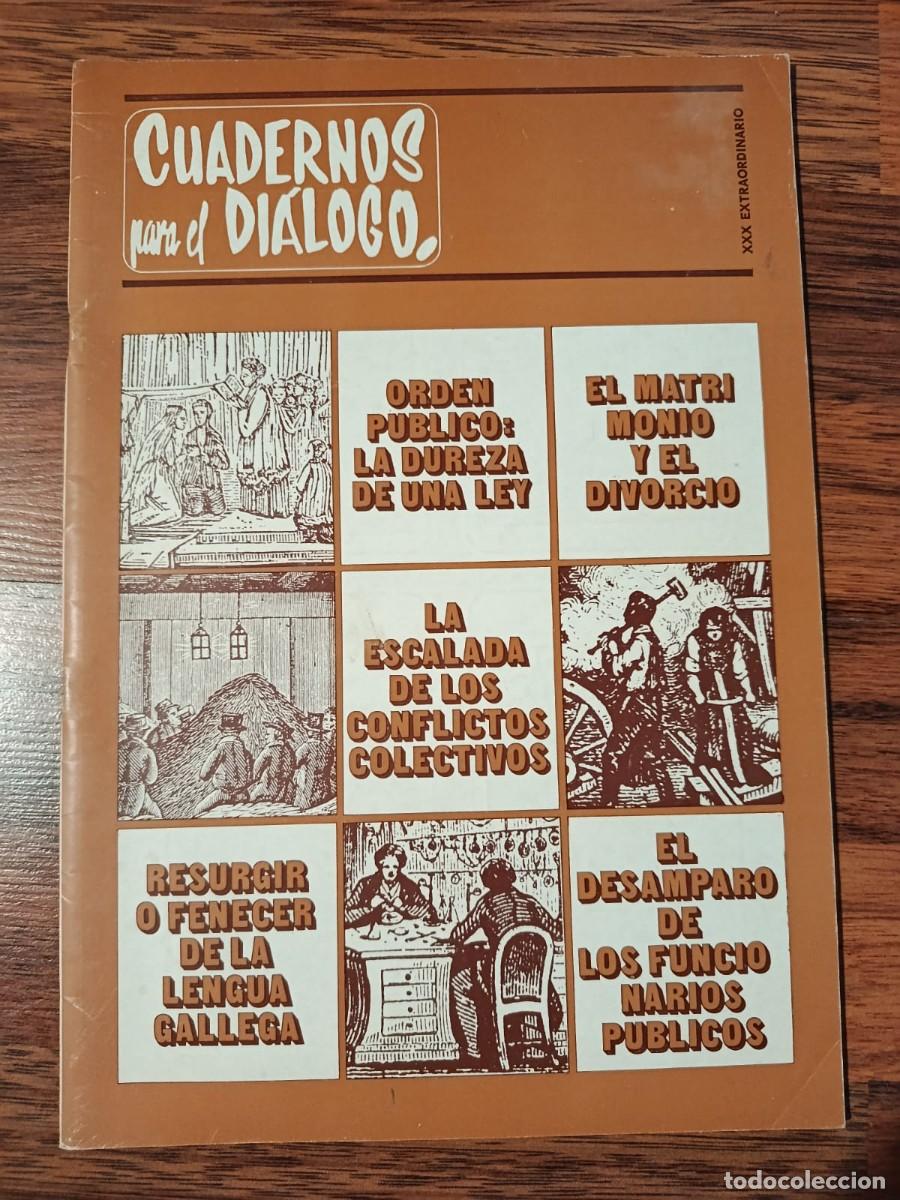 CUADERNOS
para el DIÁLOGO.
XXX EXTRAORDINARIO
ORDEN
PUBLICO:
LA DUREZA
DE UNA LEY
EL MATRI
MONIO
Y EL
DIVORCIO
LA
ESCALADA
DE LOS
CONFLICTOS
COLECTIVOS
RESURGIR
O FENECER
DE LA
LENGUA
GALLEGA
EL
DESAMPARO
DE
LOS FUNCIO
NARIOS
PUBLICOS
todocoleccion